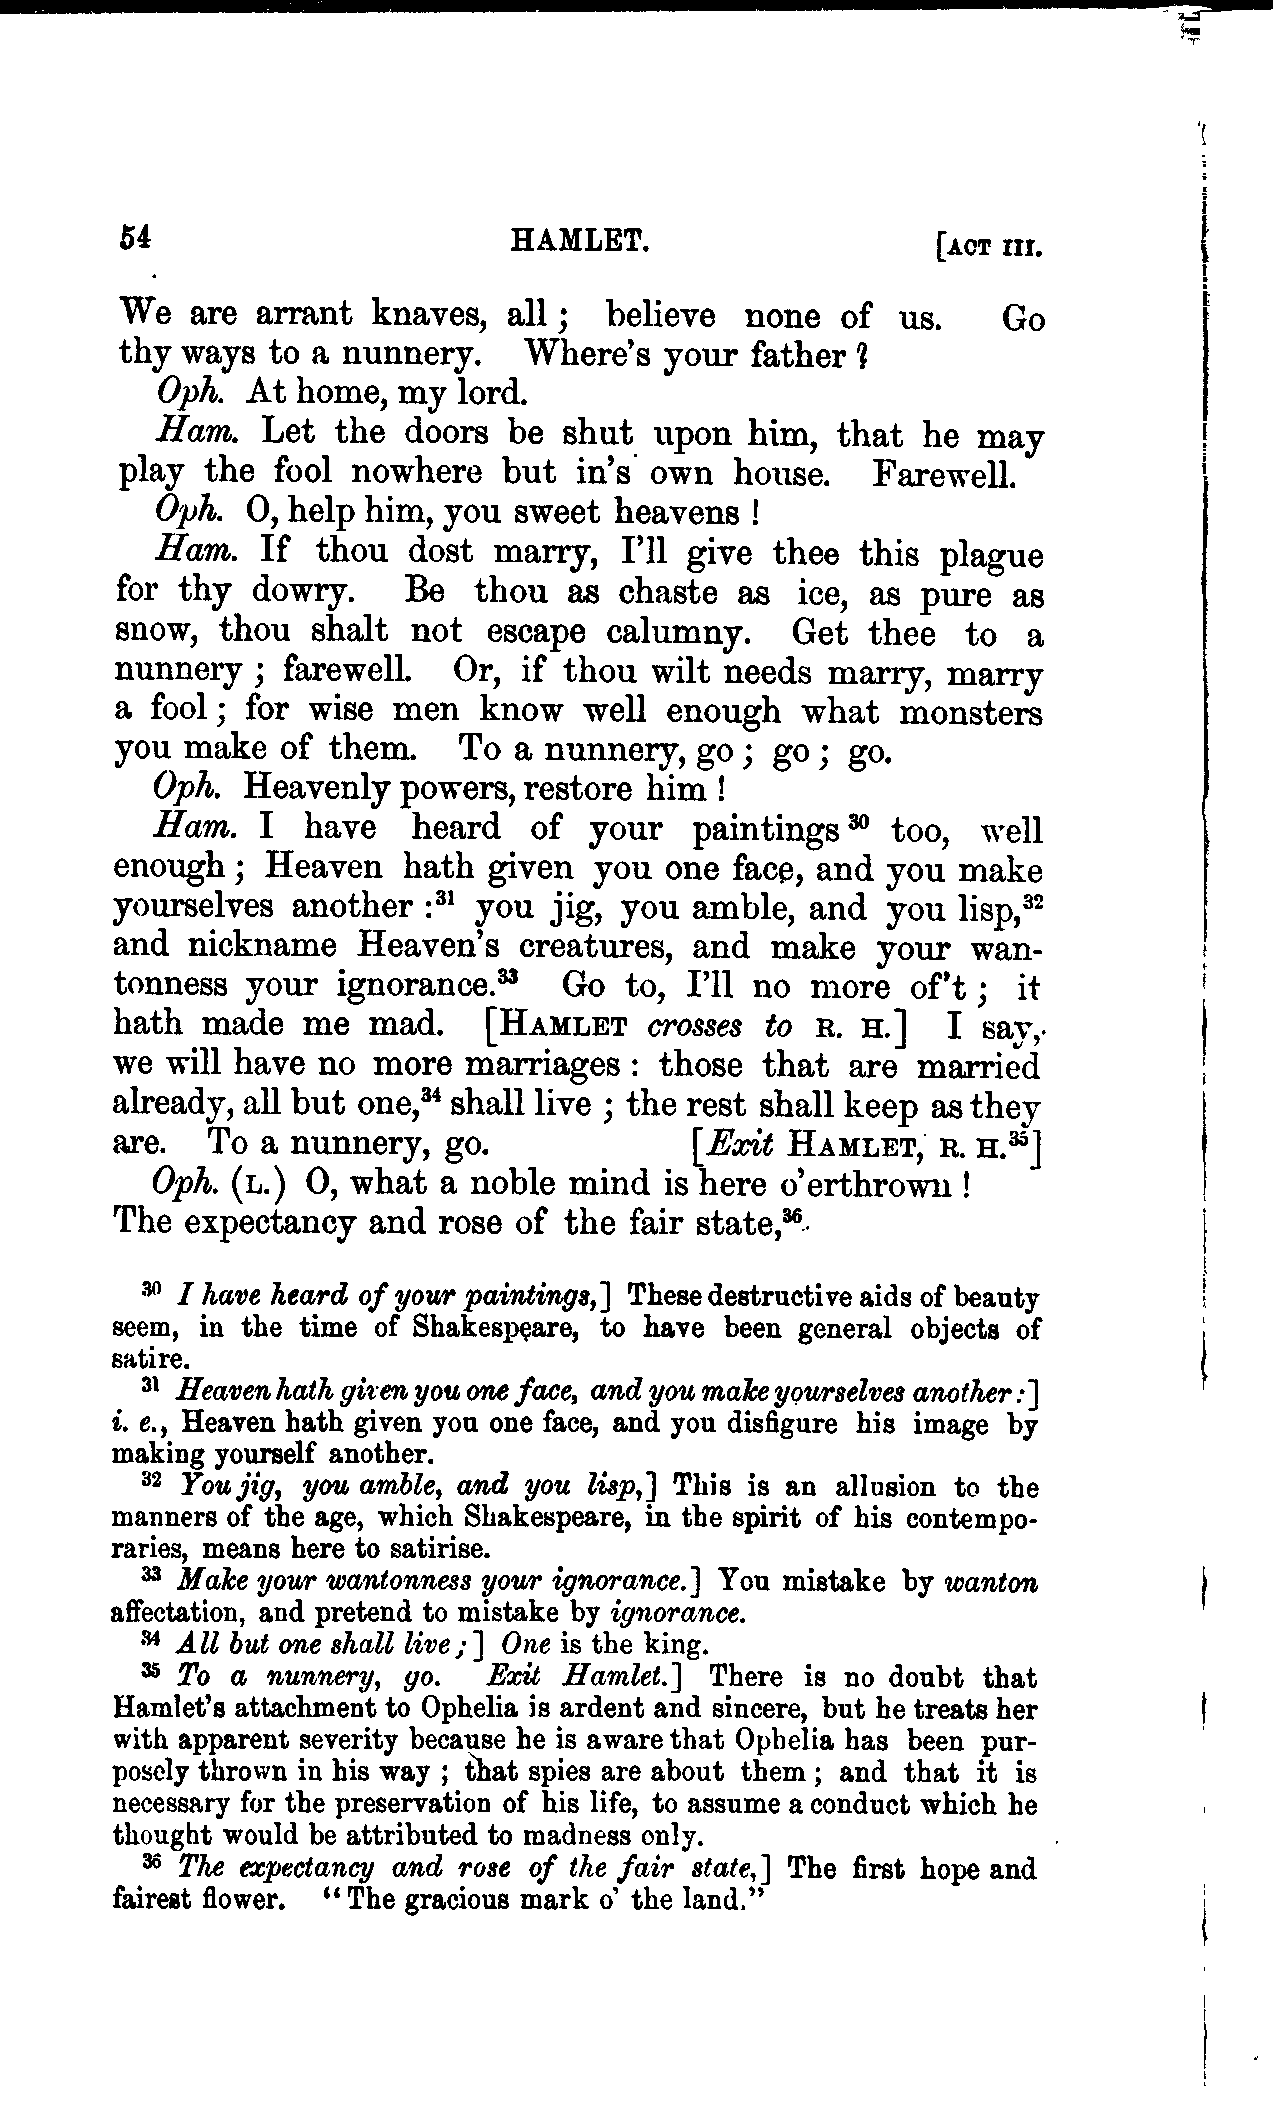 54 HAMLET. [ACT III.
We are arrant knaves, all ; believe none of us. Go
thy ways to a nunnery. Where's your father ?
Oph. At home, my lord.
Ham. Let the doors be shut upon him, that he may
play the fool nowhere but in's own house. Farewell.
Oph. O, help him, you sweet heavens !
Ham. If thou dost marry, I'll give thee this plague
for thy dowry. Be thou as chaste as ice, as pure as
snow, thou shalt not escape calumny. Get thee to a
nunnery ; farewell. Or, if thou wilt needs marry, marry
a fool ; for wise men know well enough what monsters
you make of them. To a nunnery, go ; go ; go.
Oph. Heavenly powers, restore him !
Ham. I have heard of your paintings ³⁰ too, well
enough ; Heaven hath given you one face, and you make
yourselves another :³¹ you jig, you amble, and you lisp,³²
and nickname Heaven's creatures, and make your wan-
tonness your ignorance.³³ Go to, I'll no more of't ; it
hath made me mad. [HAMLET crosses to R. H.] I say,
we will have no more marriages : those that are married
already, all but one,³⁴ shall live ; the rest shall keep as they
are. To a nunnery, go. [Exit HAMLET, R. H.³⁵]
Oph. (L.) O, what a noble mind is here o'erthrown !
The expectancy and rose of the fair state,³⁶
³⁰ I have heard of your paintings,] These destructive aids of beauty
seem, in the time of Shakespeare, to have been general objects of
satire.
³¹ Heaven hath given you one face, and you make yourselves another :]
i. e., Heaven hath given you one face, and you disfigure his image by
making yourself another.
³² You jig, you amble, and you lisp,] This is an allusion to the
manners of the age, which Shakespeare, in the spirit of his contempo-
raries, means here to satirise.
³³ Make your wantonness your ignorance.] You mistake by wanton
affectation, and pretend to mistake by ignorance.
³⁴ All but one shall live ;] One is the king.
³⁵ To a nunnery, go. Exit Hamlet.] There is no doubt that
Hamlet's attachment to Ophelia is ardent and sincere, but he treats her
with apparent severity because he is aware that Ophelia has been pur-
posely thrown in his way ; that spies are about them ; and that it is
necessary for the preservation of his life, to assume a conduct which he
thought would be attributed to madness only.
³⁶ The expectancy and rose of the fair state,] The first hope and
fairest flower. "The gracious mark o' the land."